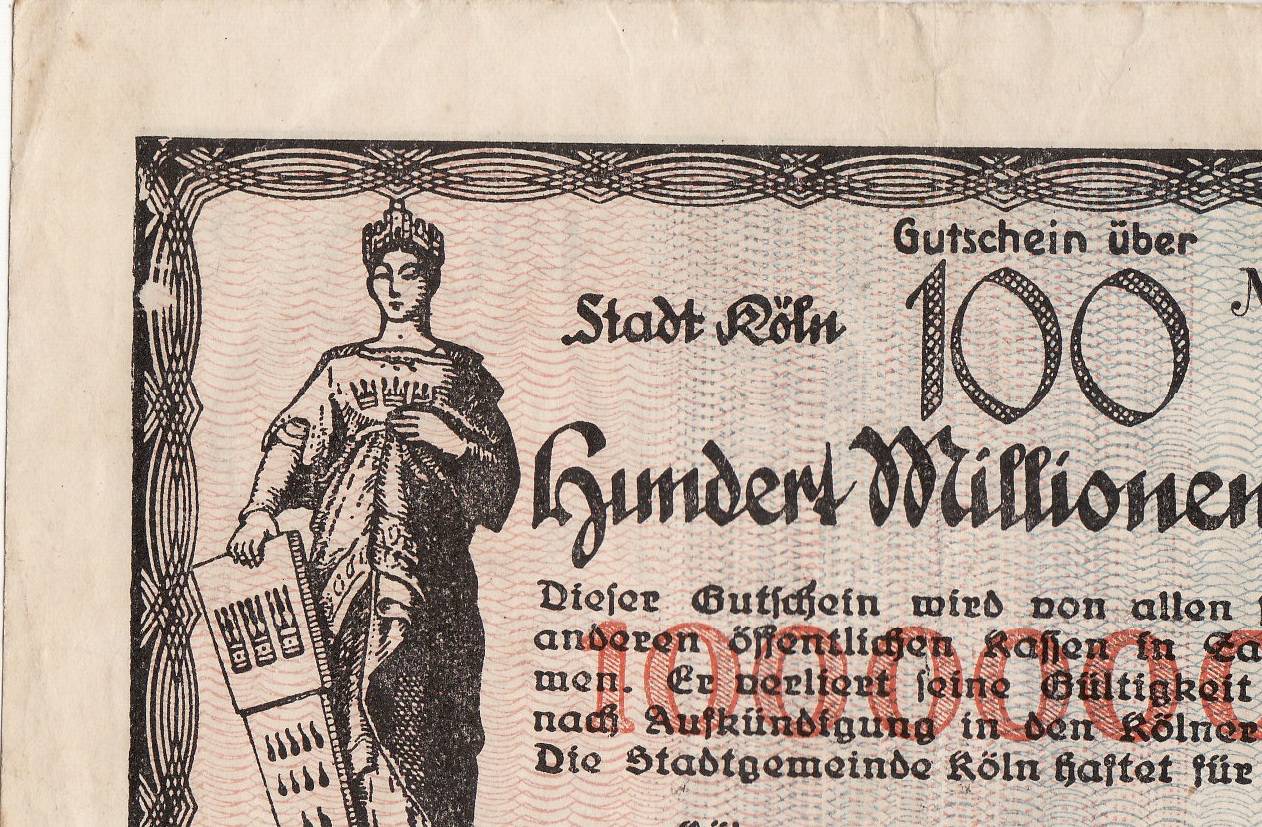 Gutschein über
Stadt Köln 100
Hundert Millionen
Dieser Gutschein wird von allen
anderen öffentlichen Kassen in
men. Er verliert seine Gültigkeit
nach Aufkündigung in den Kölner
Die Stadtgemeinde Köln haftet für